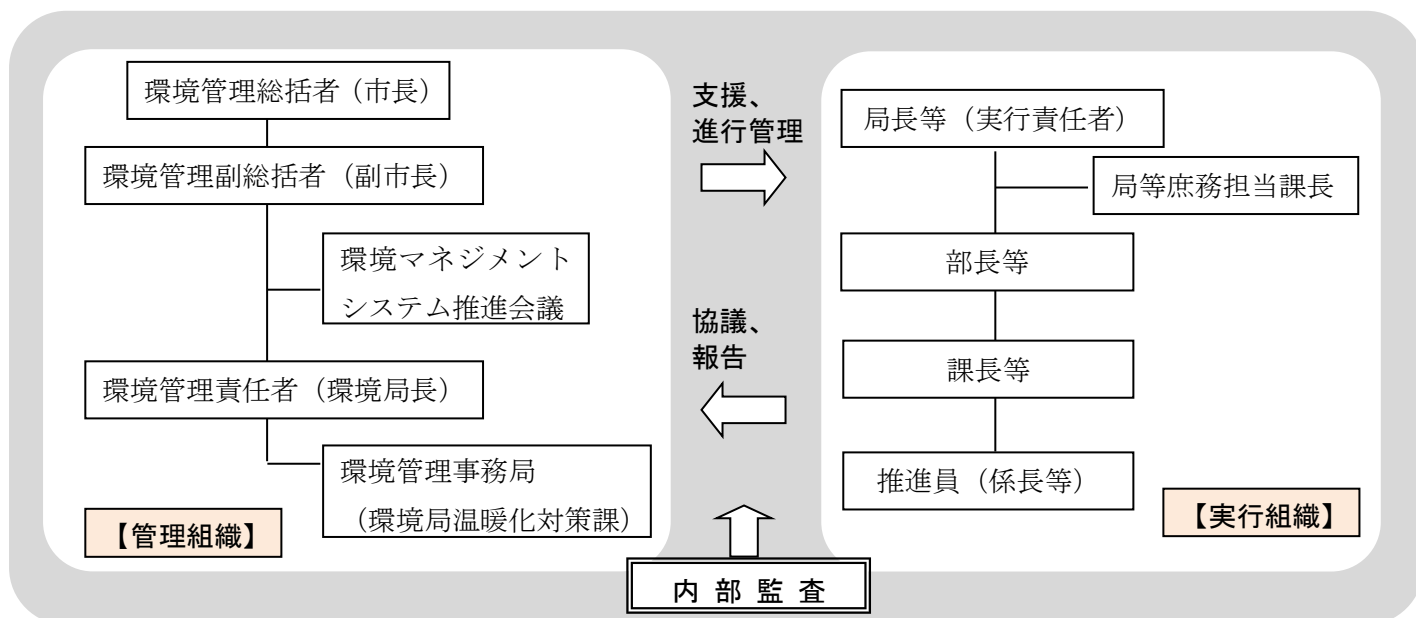 環境管理総括者（市長）
環境管理副総括者（副市長）
環境マネジメント
システム推進会議
環境管理責任者（環境局長）
環境管理事務局
（環境局温暖化対策課）
【管理組織】
支援、
進行管理
協議、
報告
局長等（実行責任者）
局等庶務担当課長
部長等
課長等
推進員（係長等）
【実行組織】
内 部 監 査